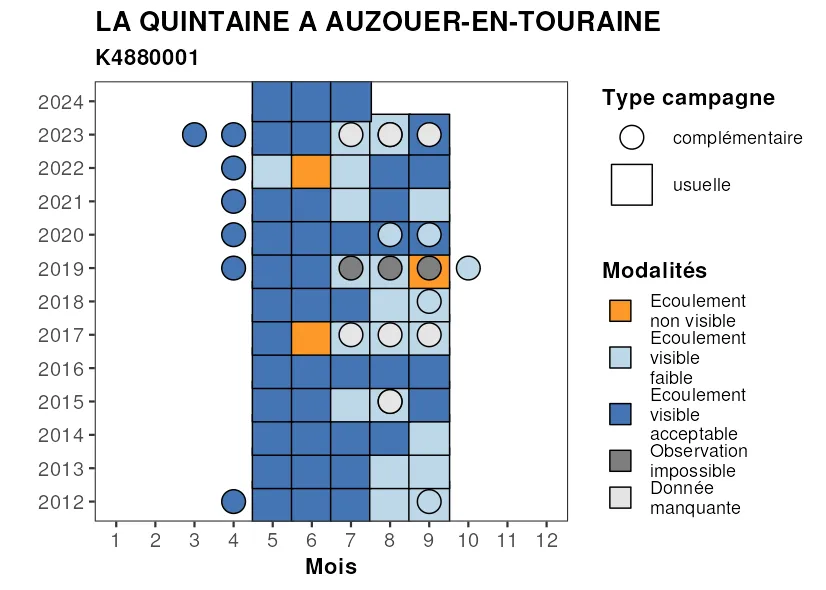 LA QUINTAINE A AUZOUER-EN-TOURAINE
K4880001
2024
2023
2022
2021
2020
2019
2018
2017
2016
2015
2014
2013
2012
1 2 3 4 5 6 7 8 9 10 11 12
Mois
Type campagne
complémentaire
usuelle
Modalités
Ecoulement
non visible
Ecoulement
visible
faible
Ecoulement
visible
acceptable
Observation
impossible
Donnée
manquante